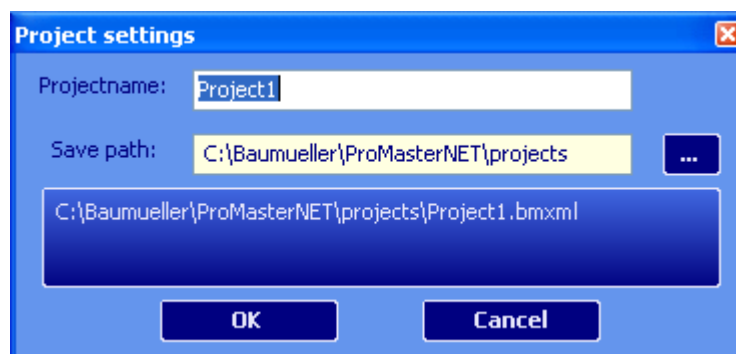 Project settings
Projectname: Project1
Save path: C:\Baumueller\ProMasterNET\projects ...
C:\Baumueller\ProMasterNET\projects\Project1.bmxml
OK Cancel